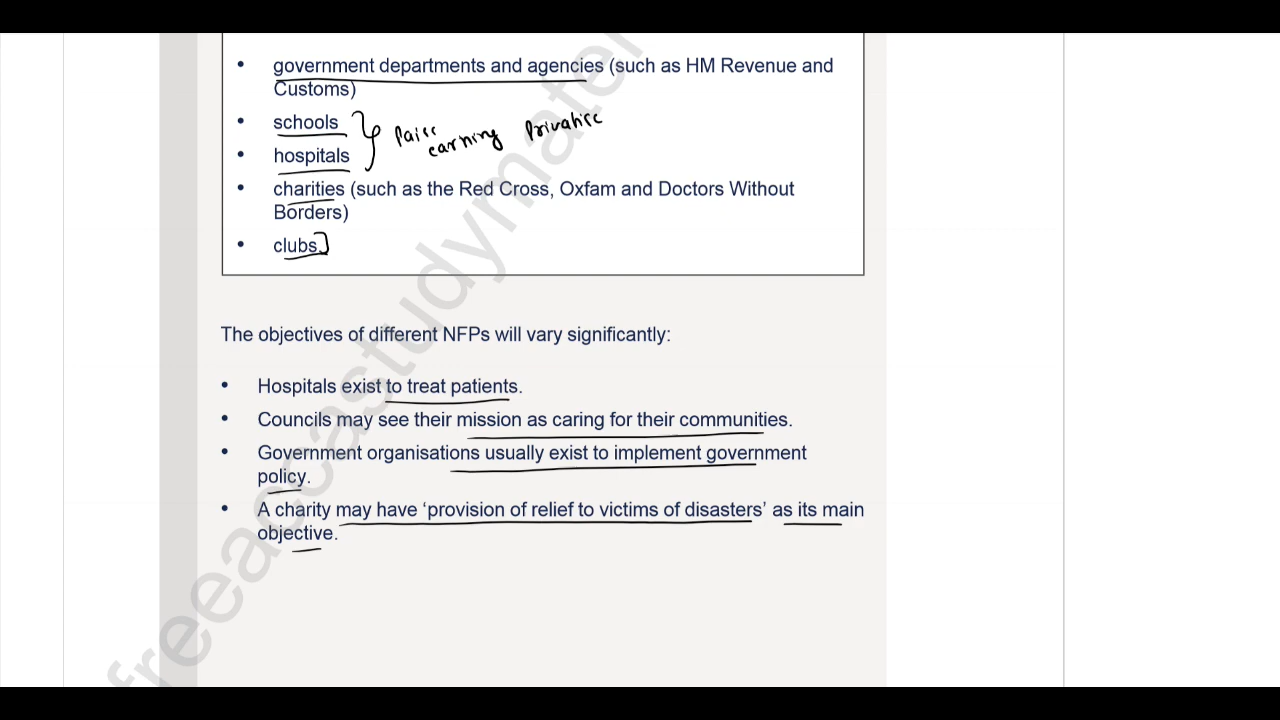 government departments and agencies (such as HM Revenue and
Customs)
schools
hospitals
earning Privatise
charities (such as the Red Cross, Oxfam and Doctors Without
Borders)
clubs.
The objectives of different NFPs will vary significantly:
Hospitals exist to treat patients.
Councils may see their mission as caring for their communities.
Government organisations usually exist to implement government
policy.
A charity may have ‘provision of relief to victims of disasters’ as its main
objective.